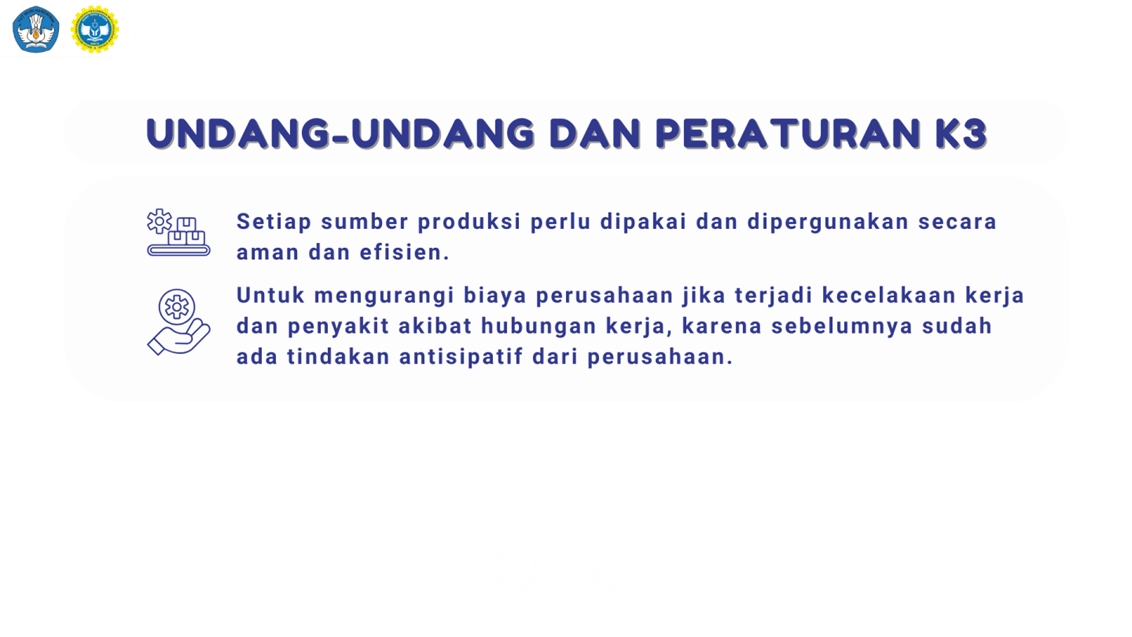 UNDANG-UNDANG DAN PERATURAN K3
Setiap sumber produksi perlu dipakai dan dipergunakan secara
aman dan efisien.
Untuk mengurangi biaya perusahaan jika terjadi kecelakaan kerja
dan penyakit akibat hubungan kerja, karena sebelumnya sudah
ada tindakan antisipatif dari perusahaan.